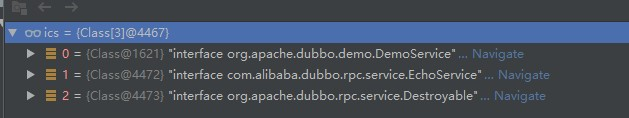 ics = {Class[3]@4467}
0 = {Class@1621} "interface org.apache.dubbo.demo.DemoService"... Navigate
1 = {Class@4472} "interface com.alibaba.dubbo.rpc.service.EchoService"... Navigate
2 = {Class@4473} "interface org.apache.dubbo.rpc.service.Destroyable"... Navigate